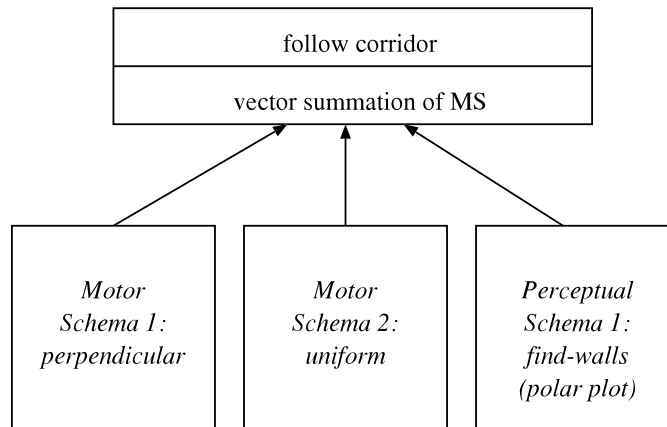 follow corridor
vector summation of MS
Motor
Schema 1:
perpendicular
Motor
Schema 2:
uniform
Perceptual
Schema 1:
find-walls
(polar plot)